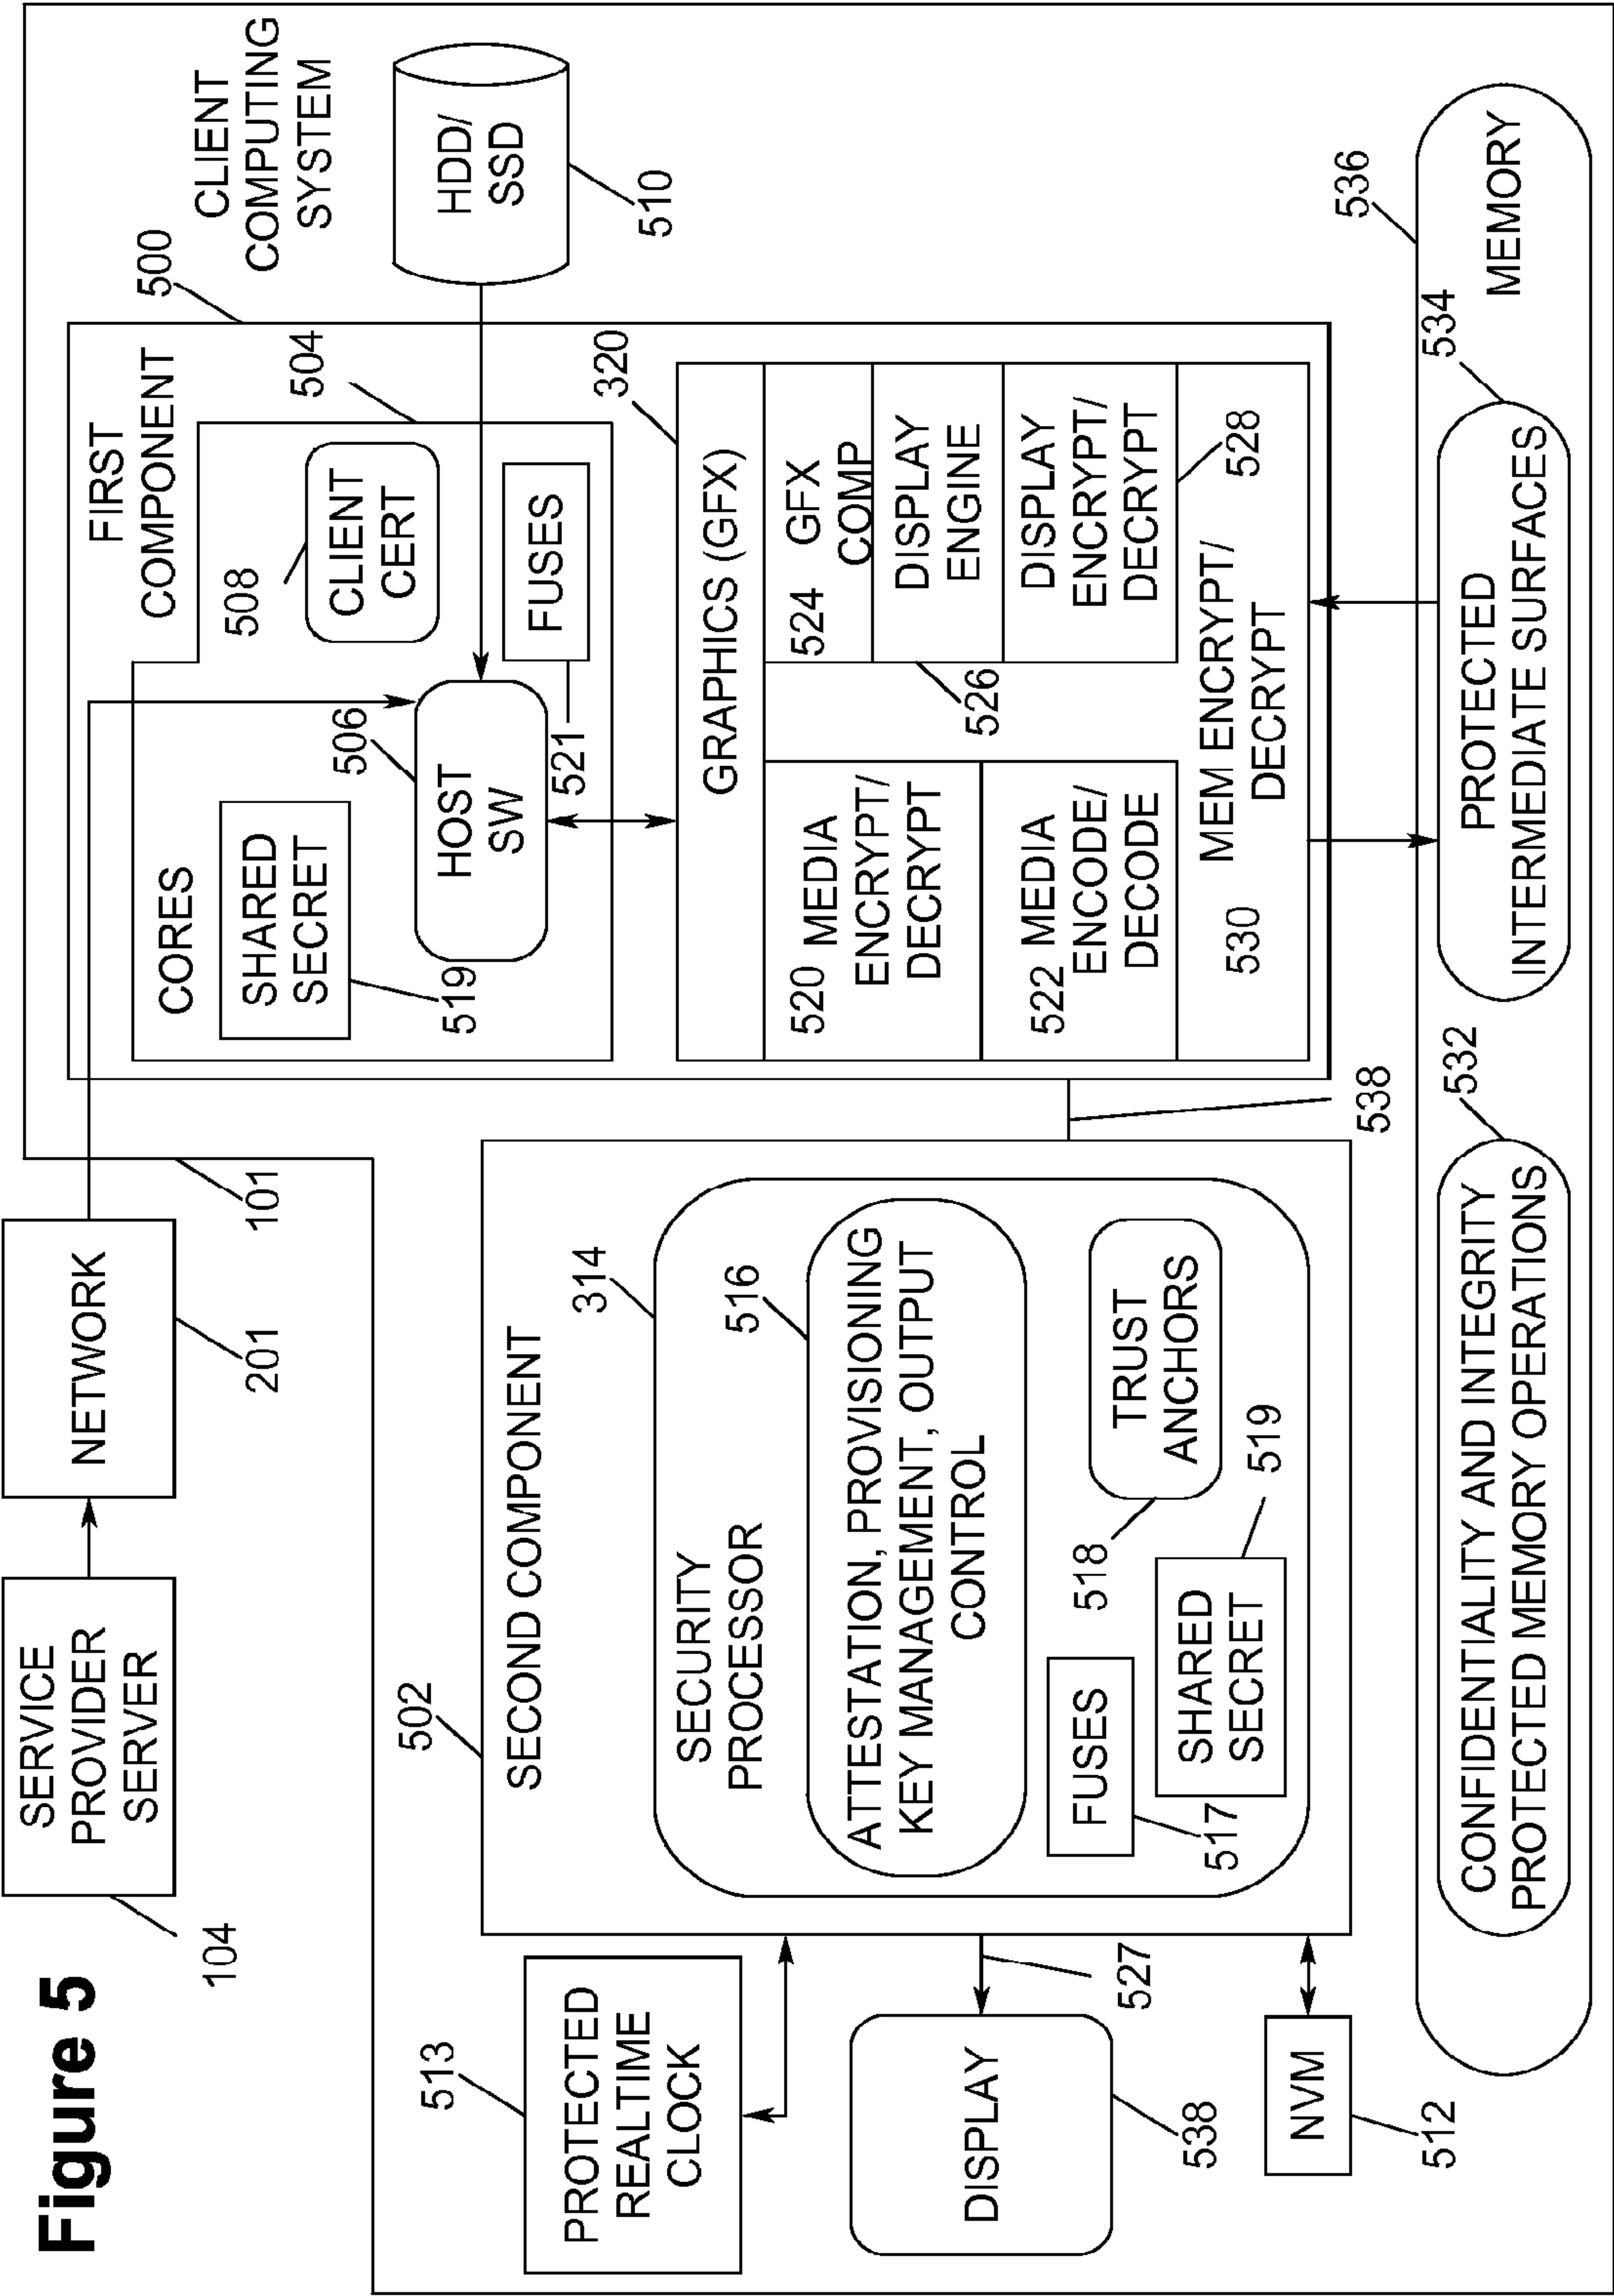 Figure 5
SERVICE
PROVIDER
SERVER
104
NETWORK
201
101
CLIENT
COMPUTING
SYSTEM
HDD/
SSD
510
500
FIRST
COMPONENT
504
CORES
SHARED
SECRET
519
506
HOST
SW
508
CLIENT
CERT
FUSES
521
320
GRAPHICS (GFX)
520 MEDIA
ENCRYPT/
DECRYPT
522 MEDIA
ENCODE/
DECODE
524 GFX
COMP
DISPLAY
ENGINE
526
DISPLAY
ENCRYPT/
DECRYPT
528
530
MEM ENCRYPT/
DECRYPT
538
502
SECOND COMPONENT
314
SECURITY
PROCESSOR
516
ATTESTATION, PROVISIONING
KEY MANAGEMENT, OUTPUT
CONTROL
FUSES
517
518
TRUST
ANCHORS
SHARED
SECRET
519
513
PROTECTED
REALTIME
CLOCK
527
DISPLAY
538
NVM
512
532
CONFIDENTIALITY AND INTEGRITY
PROTECTED MEMORY OPERATIONS
534
PROTECTED
INTERMEDIATE SURFACES
536
MEMORY